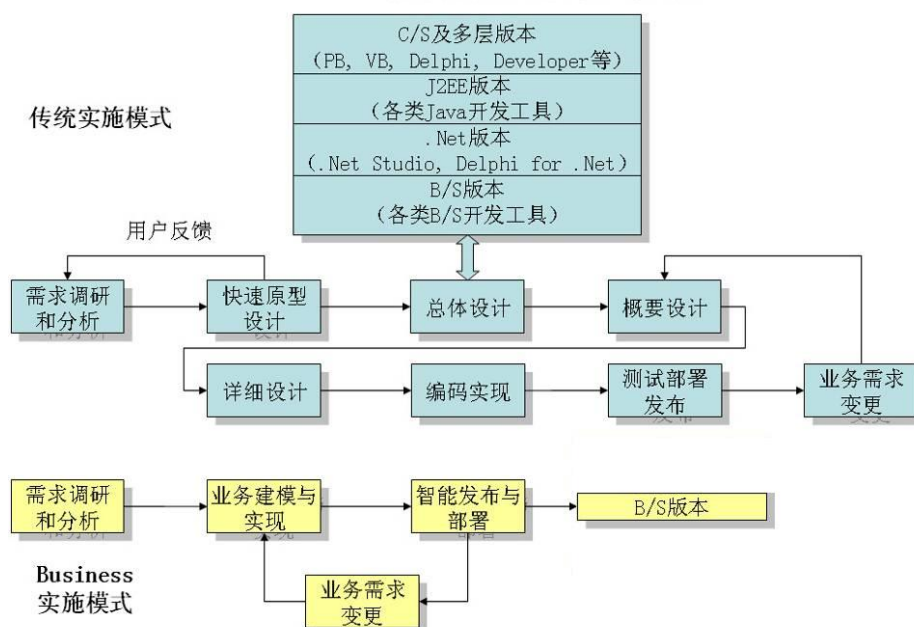 C/S及多层版本
(PB, VB, Delphi, Developer等)
J2EE版本
(各类Java开发工具)
.Net版本
(.Net Studio, Delphi for .Net)
B/S版本
(各类B/S开发工具)
传统实施模式
用户反馈
需求调研
和分析
快速原型
设计
总体设计
概要设计
详细设计
编码实现
测试部署
发布
业务需求
变更
需求调研
和分析
业务建模与
实现
智能发布与
部署
B/S版本
Business
实施模式
业务需求
变更